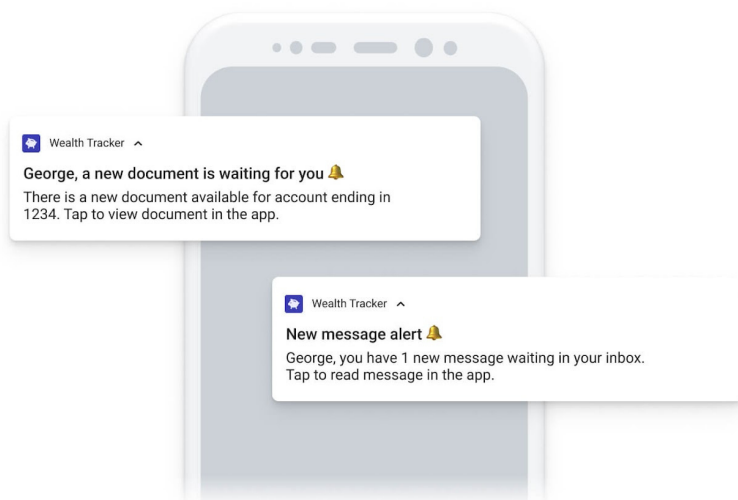 Wealth Tracker
George, a new document is waiting for you 🔔
There is a new document available for account ending in
1234. Tap to view document in the app.
Wealth Tracker
New message alert 🔔
George, you have 1 new message waiting in your inbox.
Tap to read message in the app.